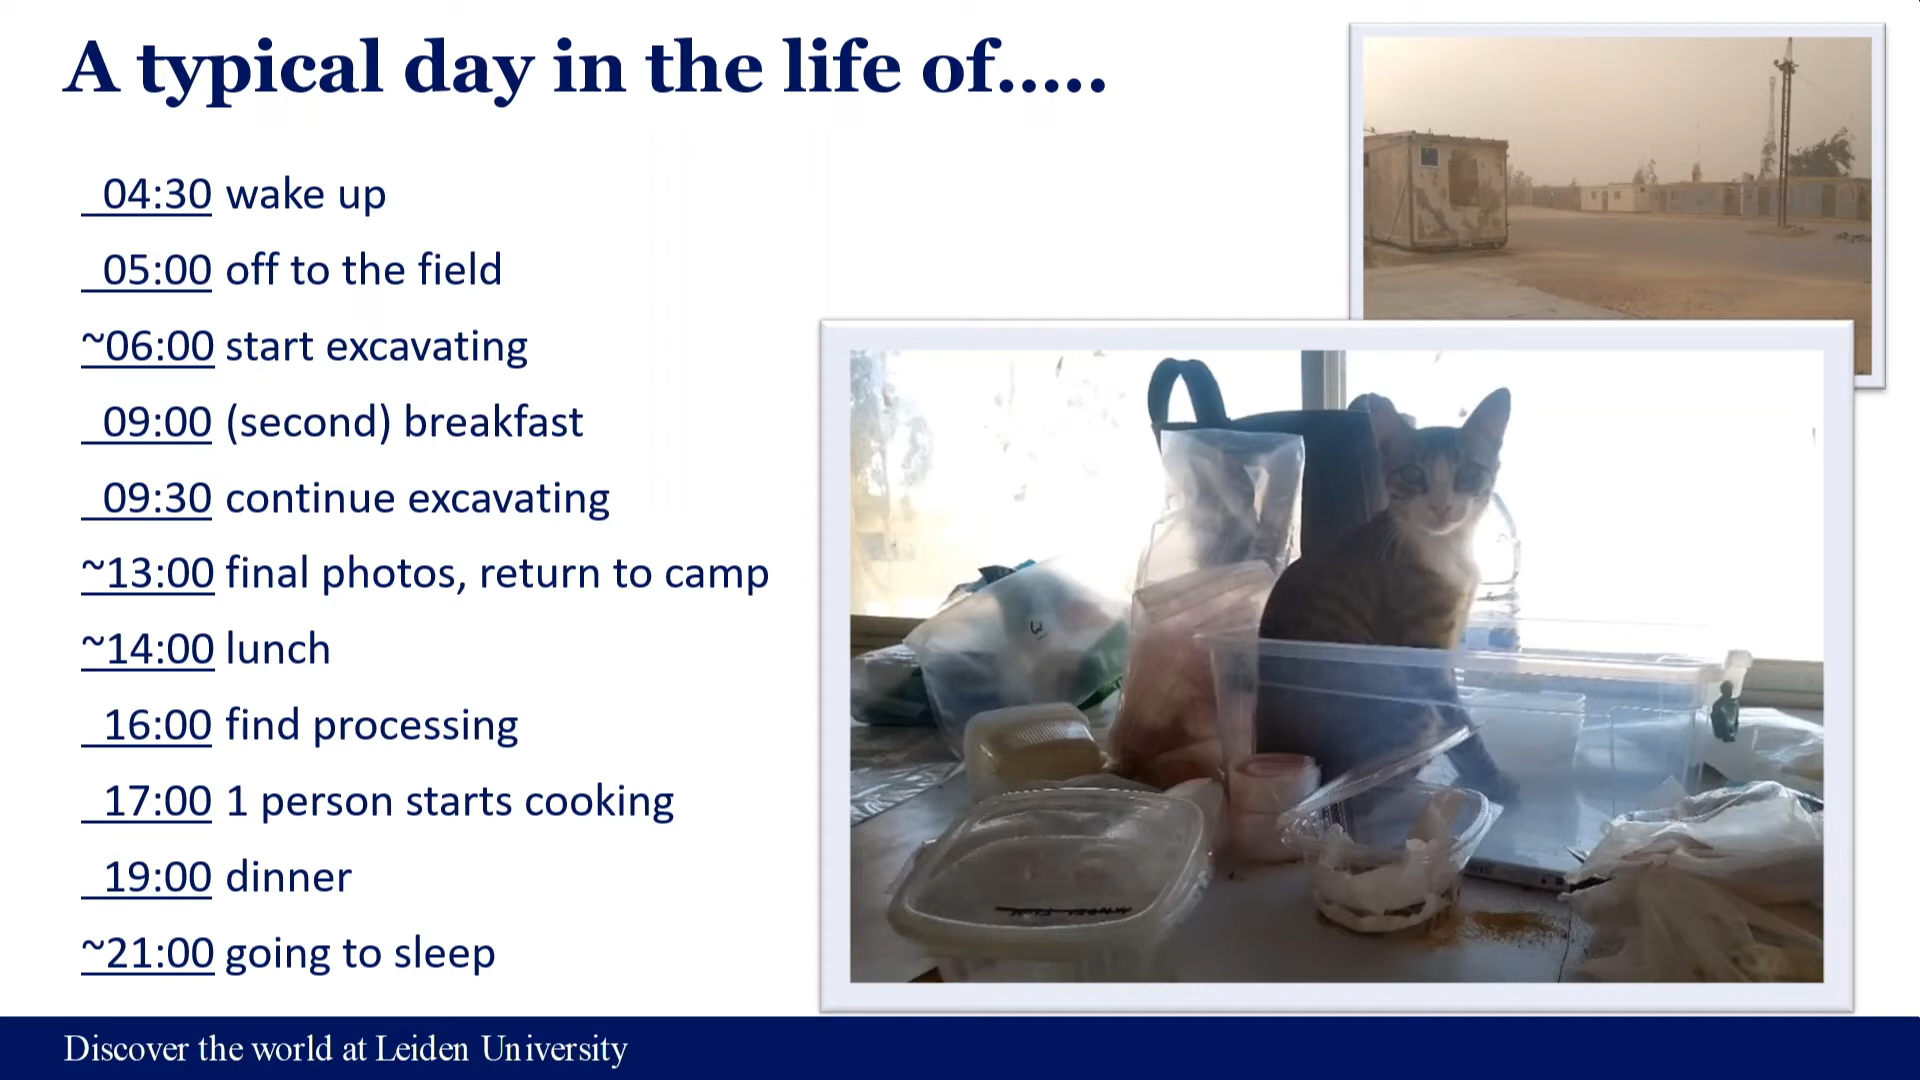 A typical day in the life of.....
04:30 wake up
05:00 off to the field
~06:00 start excavating
09:00 (second) breakfast
09:30 continue excavating
~13:00 final photos, return to camp
~14:00 lunch
16:00 find processing
17:00 1 person starts cooking
19:00 dinner
~21:00 going to sleep
Discover the world at Leiden University